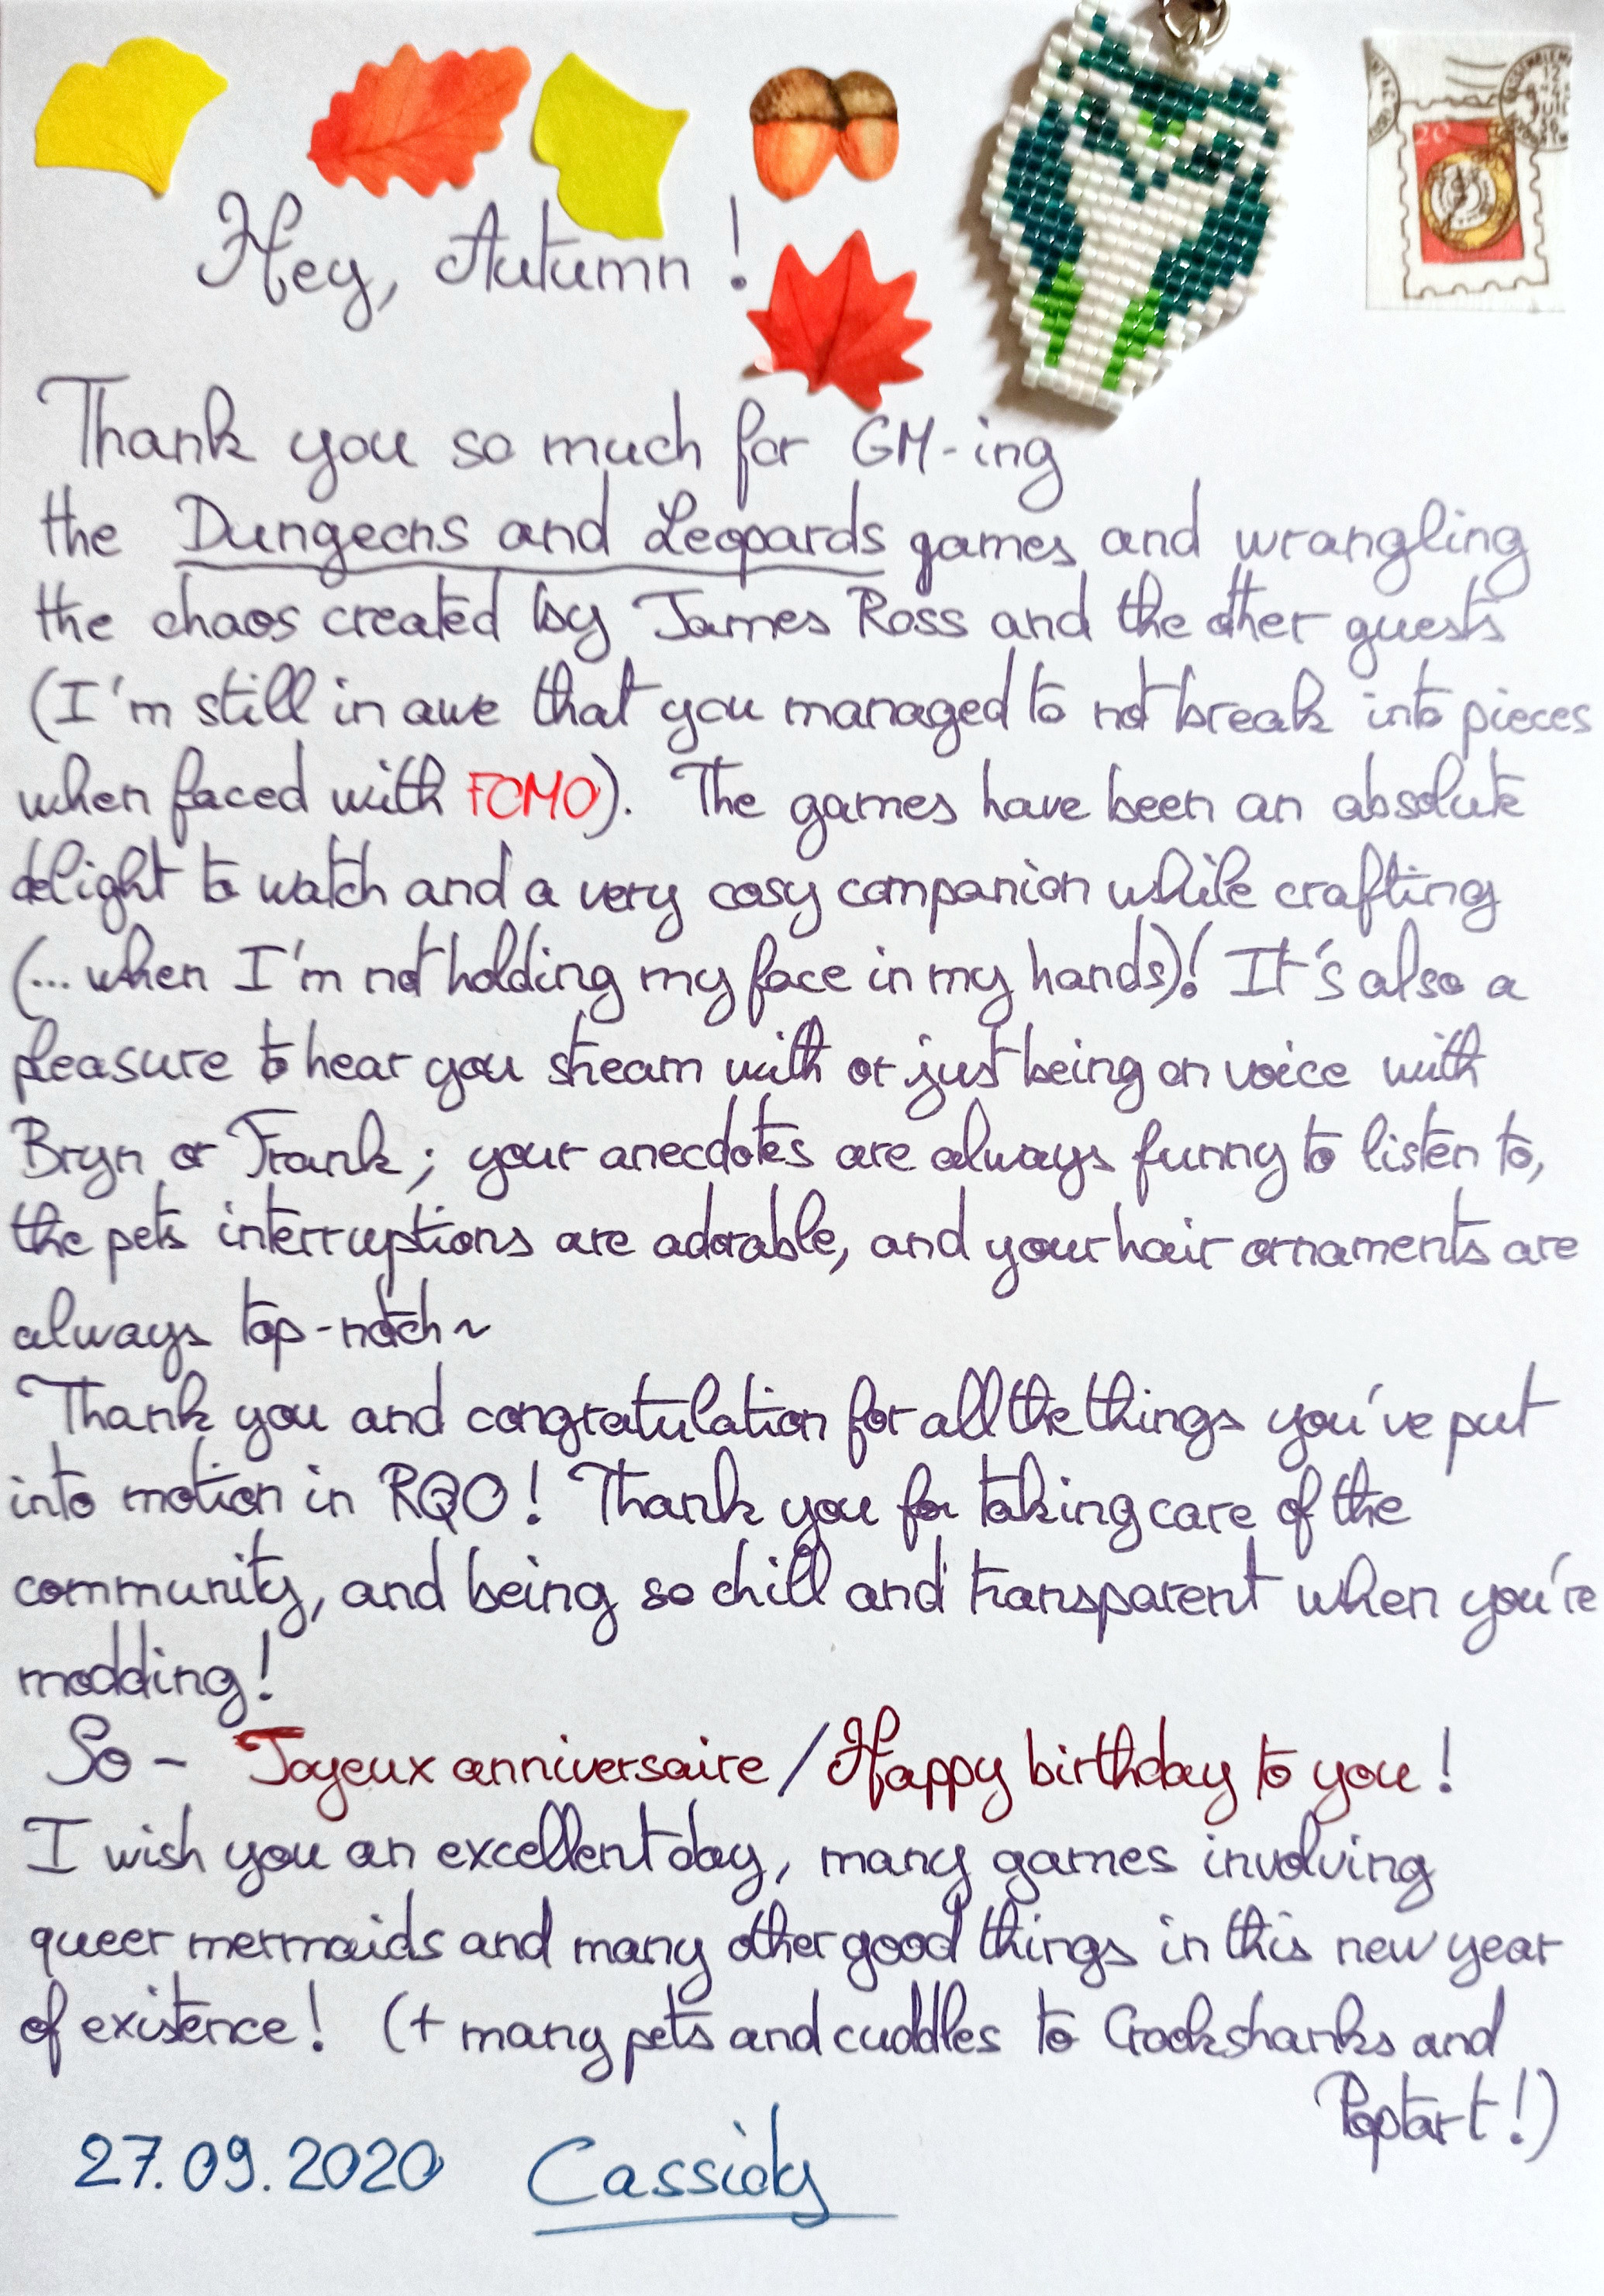 20
12
Hey, Autumn !
Thank you so much for GM-ing
the Dungeons and Leopards games and wrangling
the chaos created by James Ross and the other guests
(I'm still in awe that you managed to not break into pieces
when faced with FOMO). The games have been an absolute
delight to watch and a very cosy companion while crafting
(... when I'm not holding my face in my hands)! It's also a
pleasure to hear you stream with or just being on voice with
Bryn or Frank ; your anecdotes are always funny to listen to,
the pets interruptions are adorable, and your hair ornaments are
always top-notch ~
Thank you and congratulation for all the things you've put
into motion in RQO! Thank you for taking care of the
community, and being so chill and transparent when you're
modding!
So - Joyeux anniversaire / Happy birthday to you !
I wish you an excellent day, many games involving
queer mermaids and many other good things in this new year
of existence! (+ many pets and cuddles to Crookshanks and
Poptart!)
27.09.2020 Cassidy